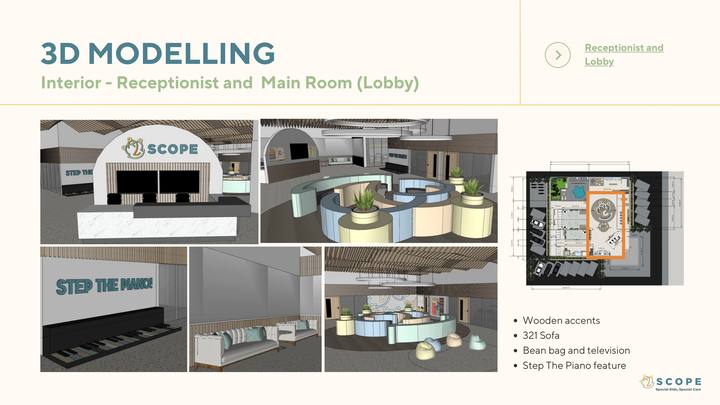 3D MODELLING
Interior - Receptionist and Main Room (Lobby)
Receptionist and
Lobby
SCOPE
STEP THE
STEP THE PIANO!
Wooden accents
321 Sofa
Bean bag and television
Step The Piano feature
SCOPE
Special Kids, Special Care